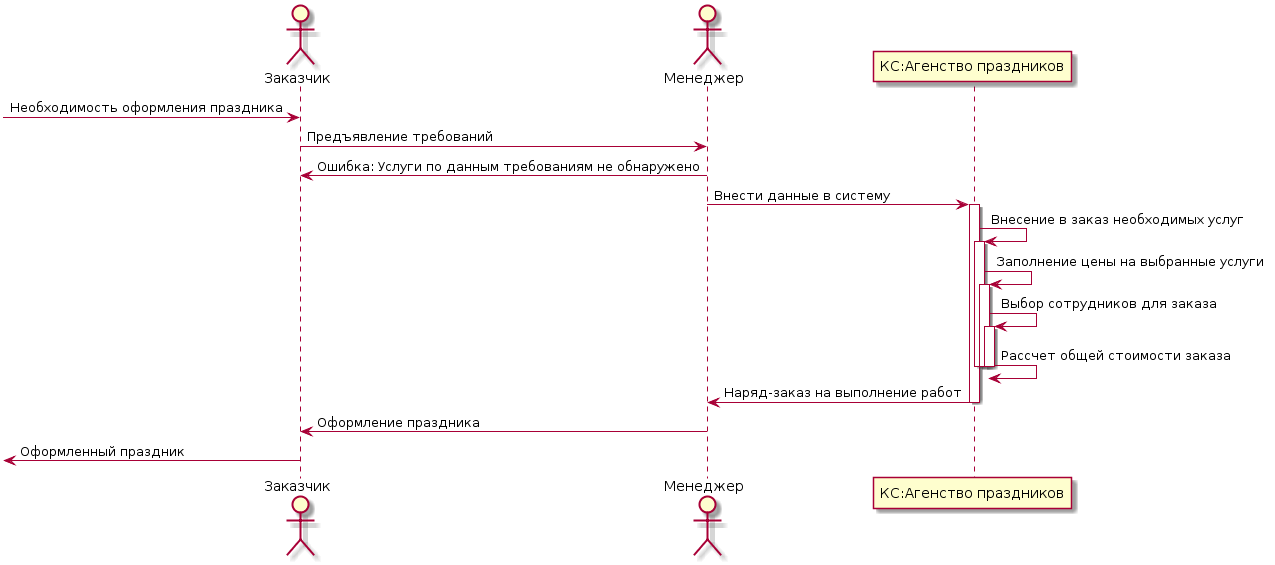 Заказчик
Менеджер
КС:Агенство праздников
Необходимость оформления праздника
Предъявление требований
Ошибка: Услуги по данным требованиям не обнаружено
Внести данные в систему
Внесение в заказ необходимых услуг
Заполнение цены на выбранные услуги
Выбор сотрудников для заказа
Рассчет общей стоимости заказа
Наряд-заказ на выполнение работ
Оформление праздника
Оформленный праздник
Заказчик
Менеджер
КС:Агенство праздников